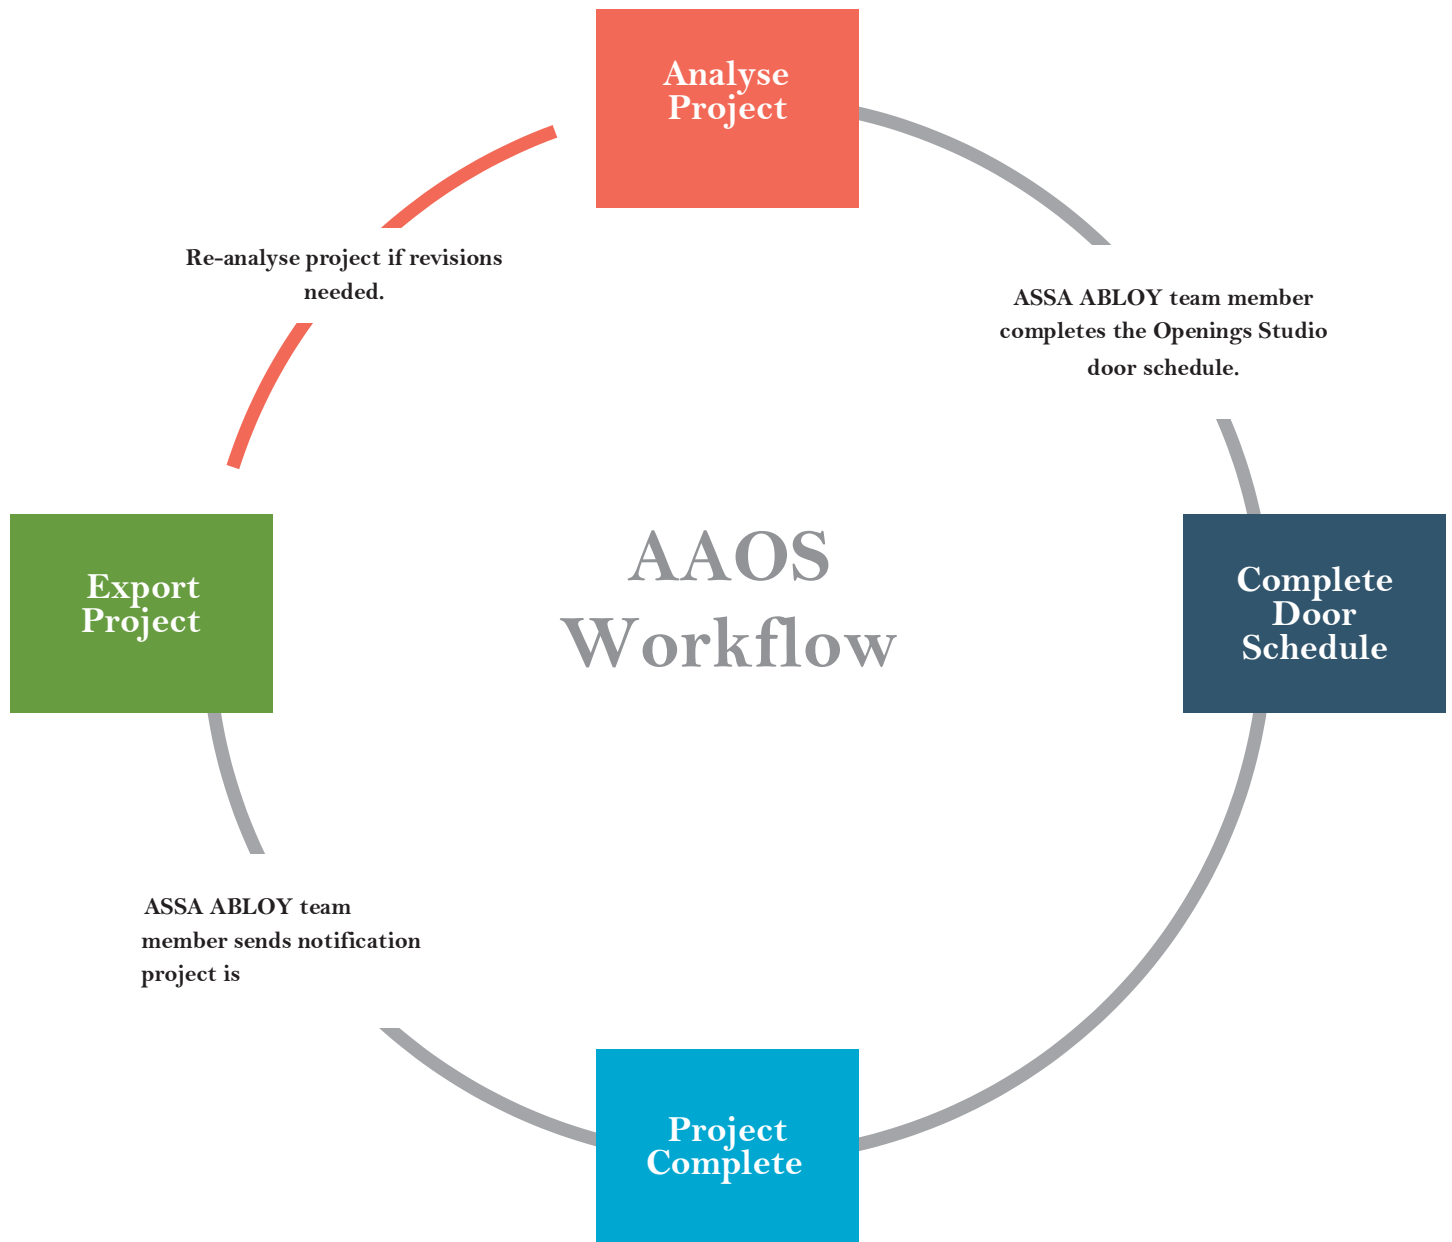 Analyse
Project
Re-analyse project if revisions
needed.
ASSA ABLOY team member
completes the Openings Studio
door schedule.
AAOS
Workflow
Export
Project
Complete
Door
Schedule
ASSA ABLOY team
member sends notification
project is
Project
Complete